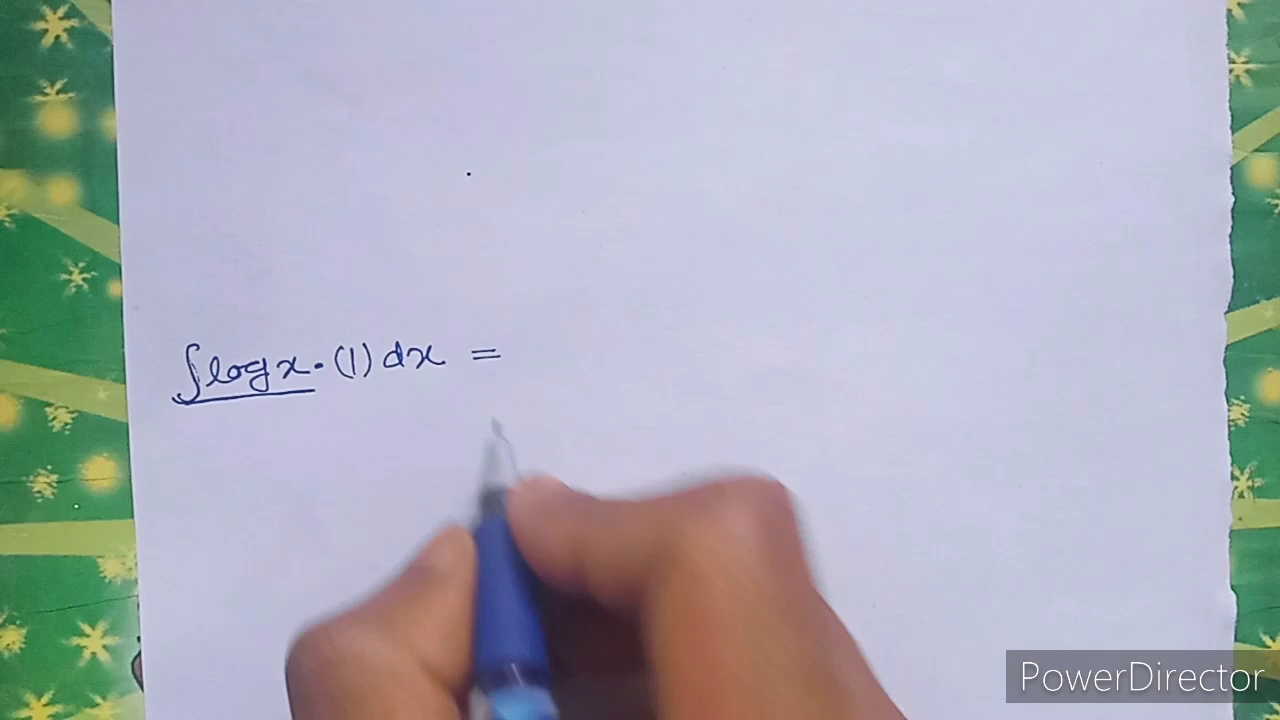 ∫log x · (1) dx =
PowerDirector